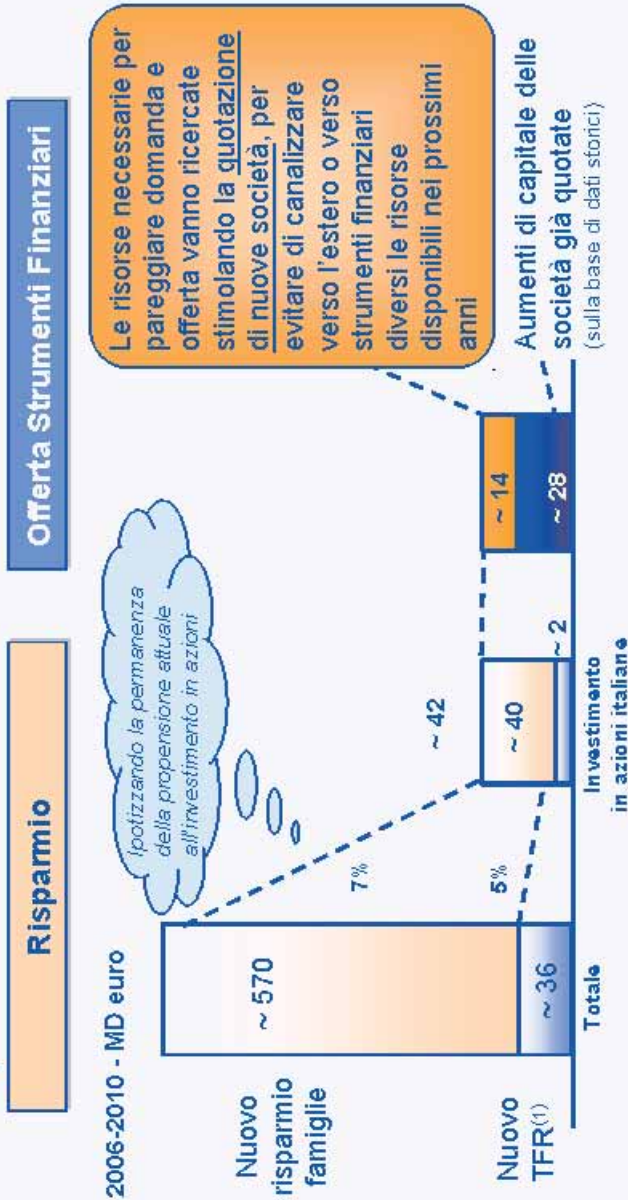 Risparmio
Offerta Strumenti Finanziari
2006-2010 - MD euro
Ipotizzando la permanenza
della propensione attuale
all'investimento in azioni
Le risorse necessarie per
pareggiare domanda e
offerta vanno ricercate
stimolando la quotazione
di nuove società, per
evitare di canalizzare
verso l'estero o verso
strumenti finanziari
diversi le risorse
disponibili nei prossimi
anni
Nuovo
risparmio
famiglie
~ 570
7%
~ 42
~ 40
~ 14
Nuovo
TFR(1)
~ 36
5%
~ 2
~ 28
Aumenti di capitale delle
società già quotate
(sulla base di dati storici)
Totale
Investimento
in azioni italiane